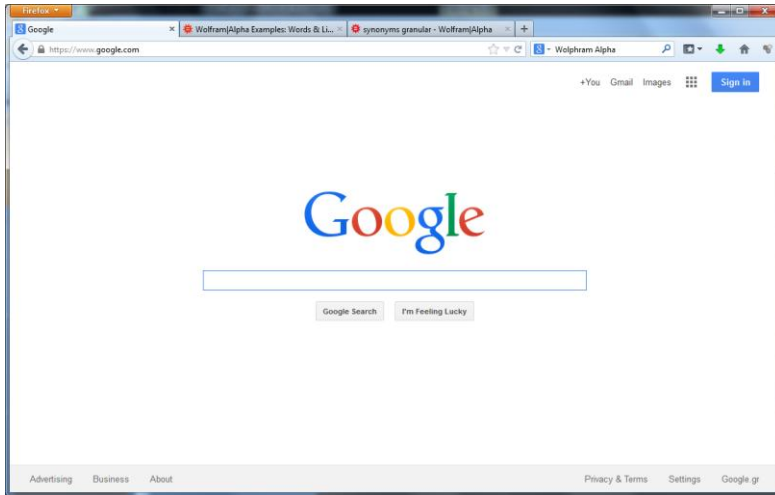 Firefox
Google
Wolfram|Alpha Examples: Words & Li...
synonyms granular - Wolfram|Alpha
https://www.google.com
Wolphram Alpha
+You Gmail Images Sign in
Google
Google Search I'm Feeling Lucky
Advertising Business About Privacy & Terms Settings Google.gr